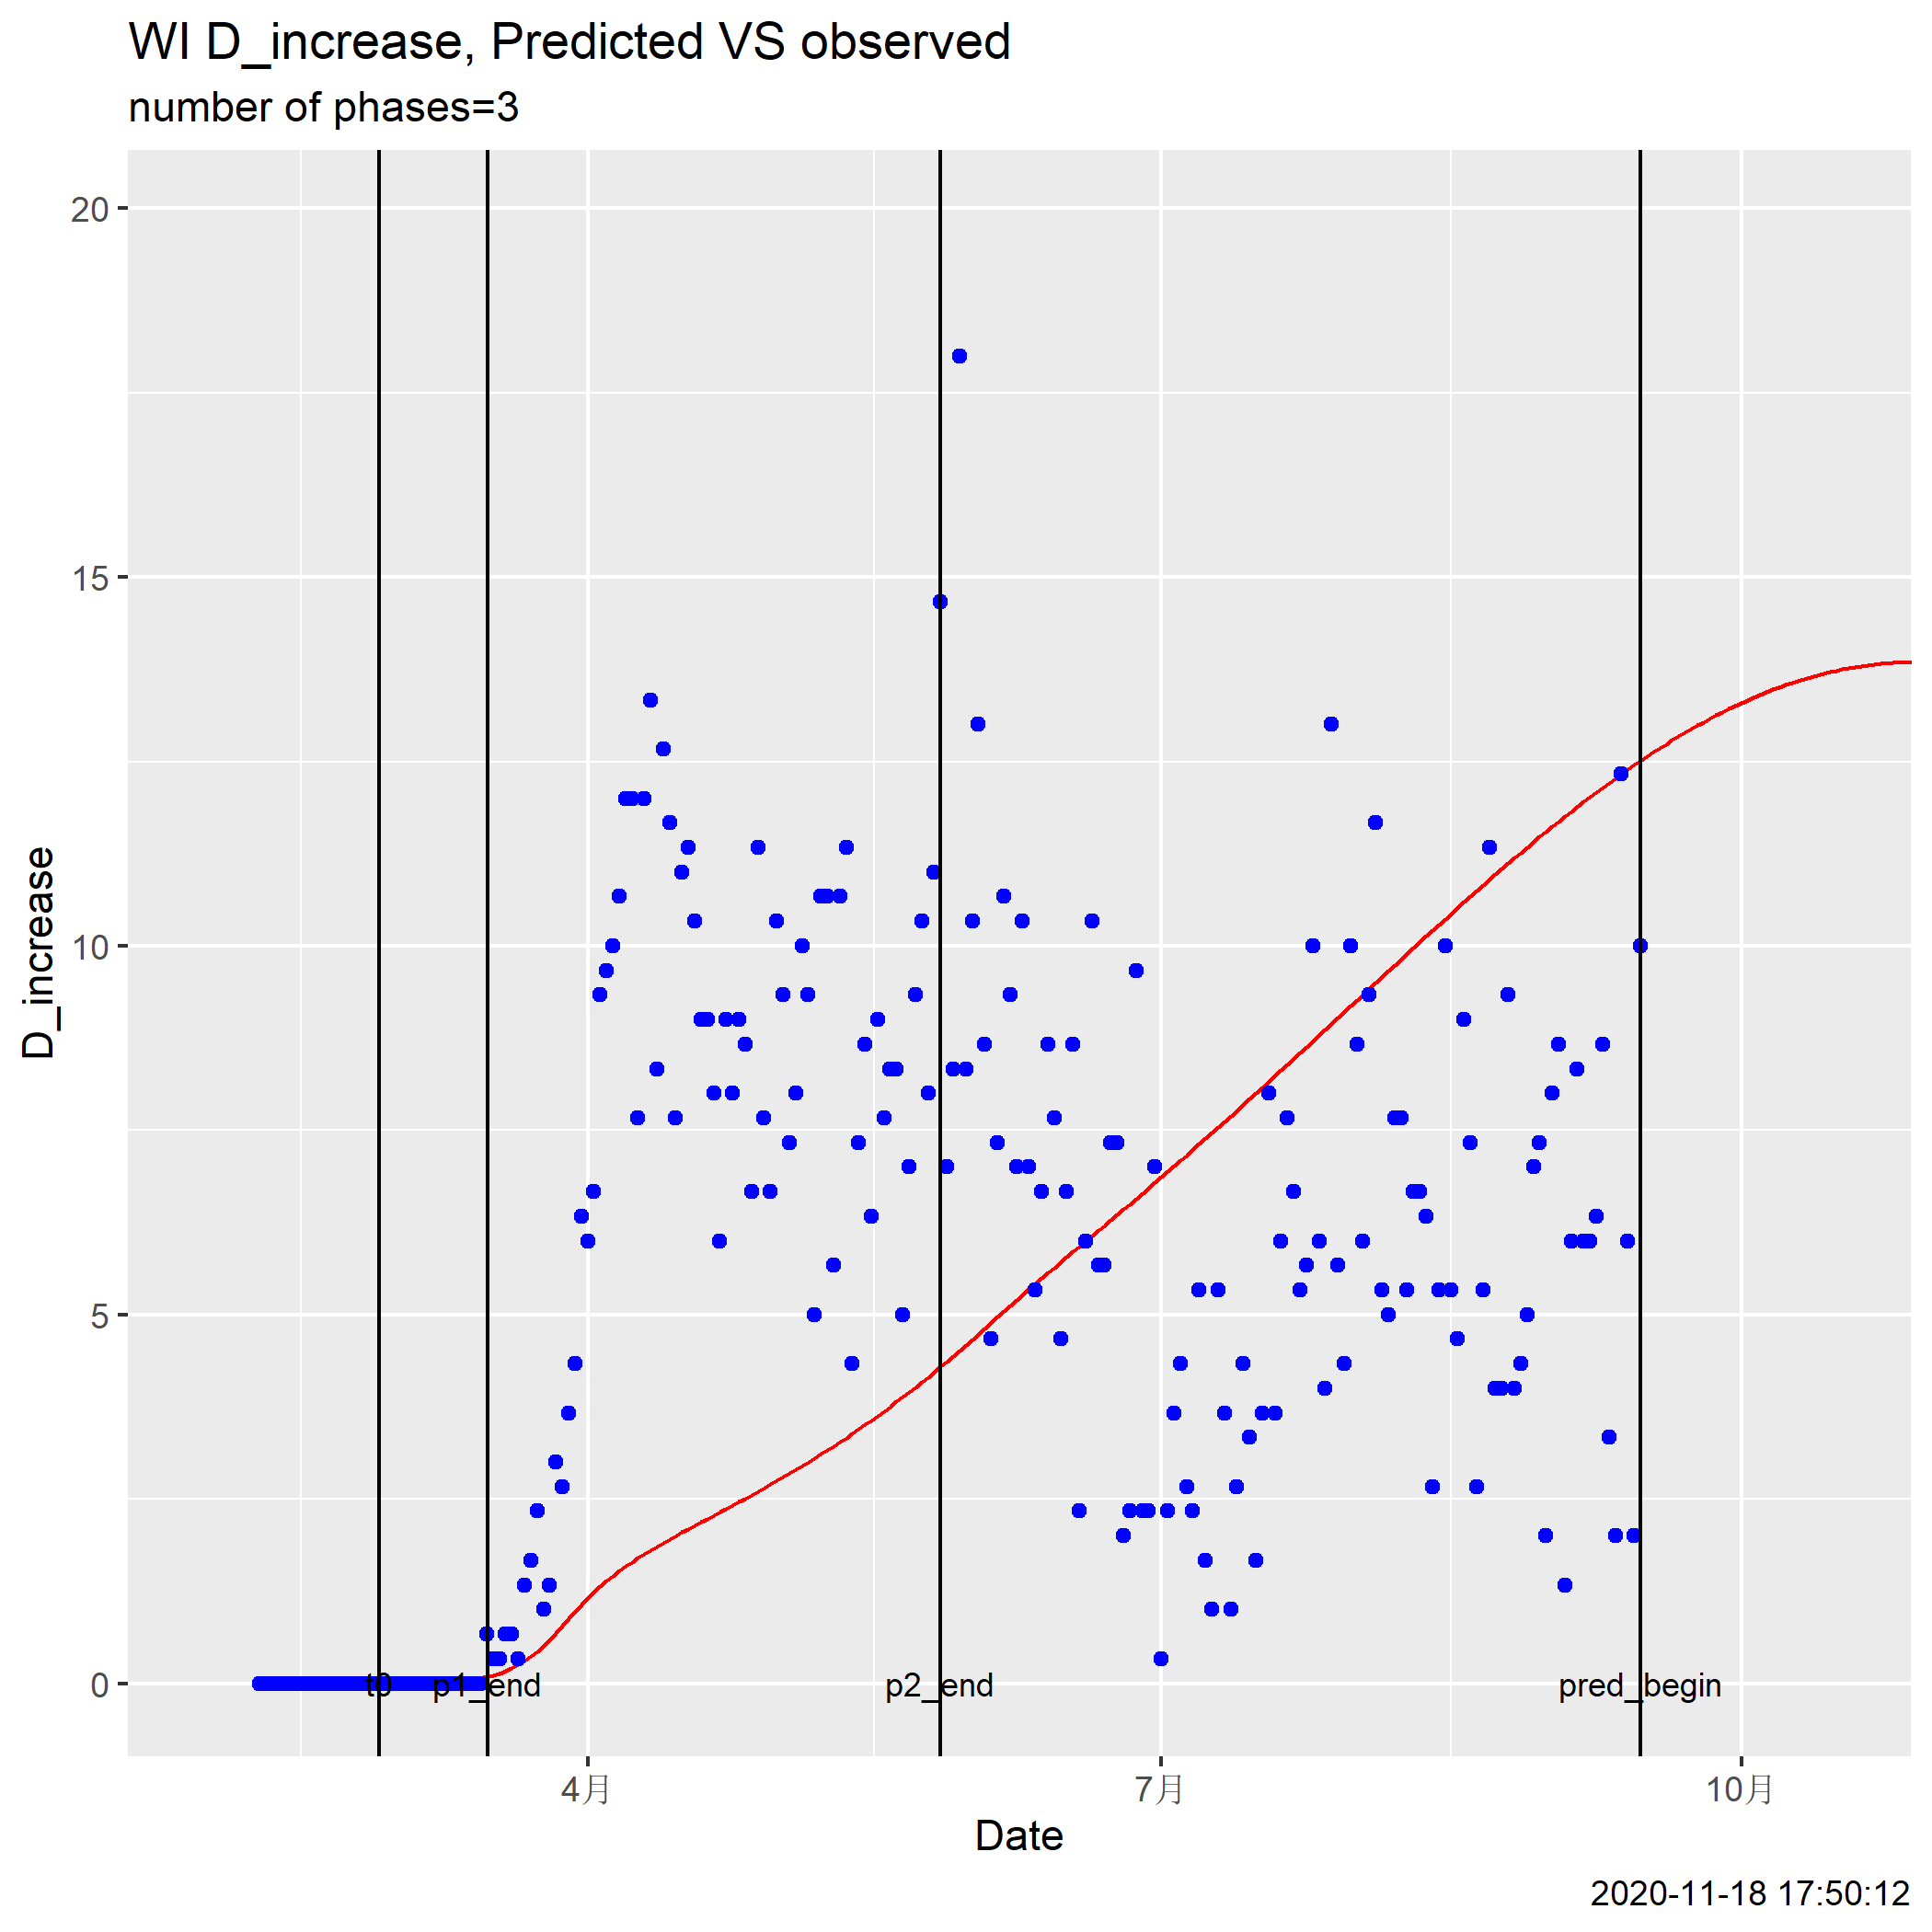 WI D_increase, Predicted VS observed
number of phases=3
D_increase
20
15
10
5
0
t0
p1_end
p2_end
pred_begin
4月
7月
10月
Date
2020-11-18 17:50:12